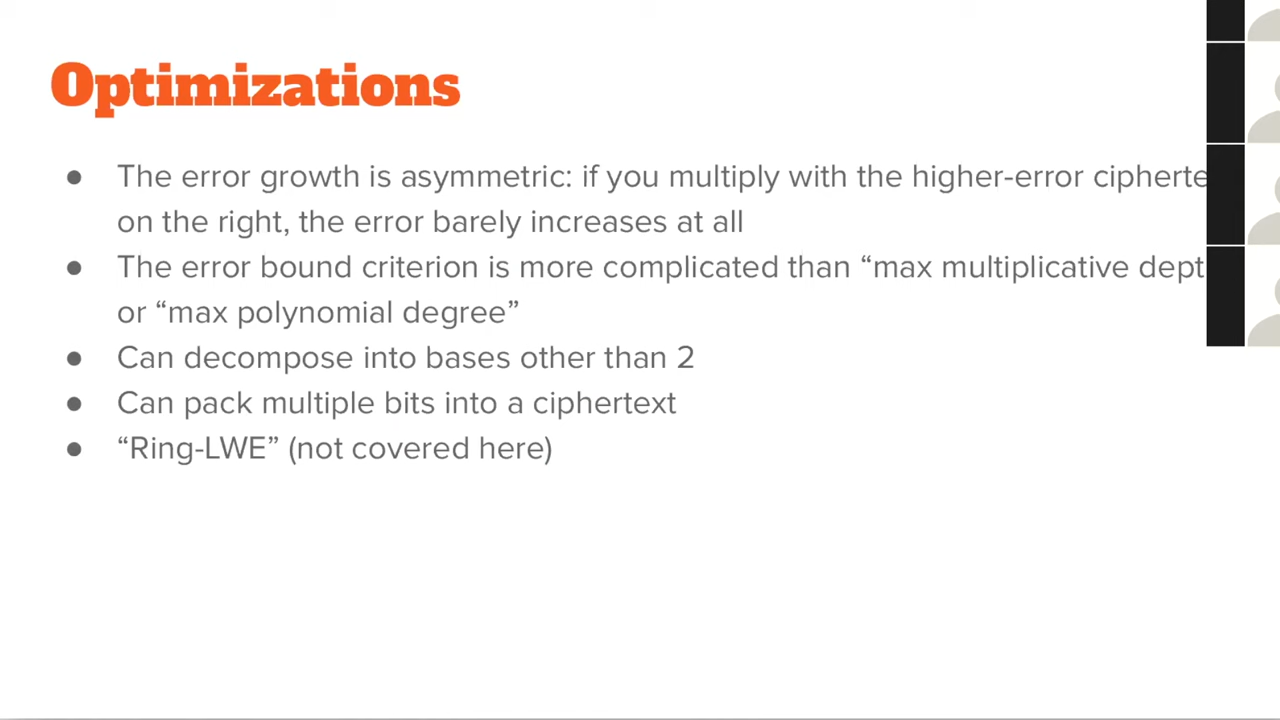 Optimizations
● The error growth is asymmetric: if you multiply with the higher-error
on the right, the error barely increases at all
● The error bound criterion is more complicated than “max multiplicative
or “max polynomial degree”
● Can decompose into bases other than 2
● Can pack multiple bits into a ciphertext
● “Ring-LWE” (not covered here)